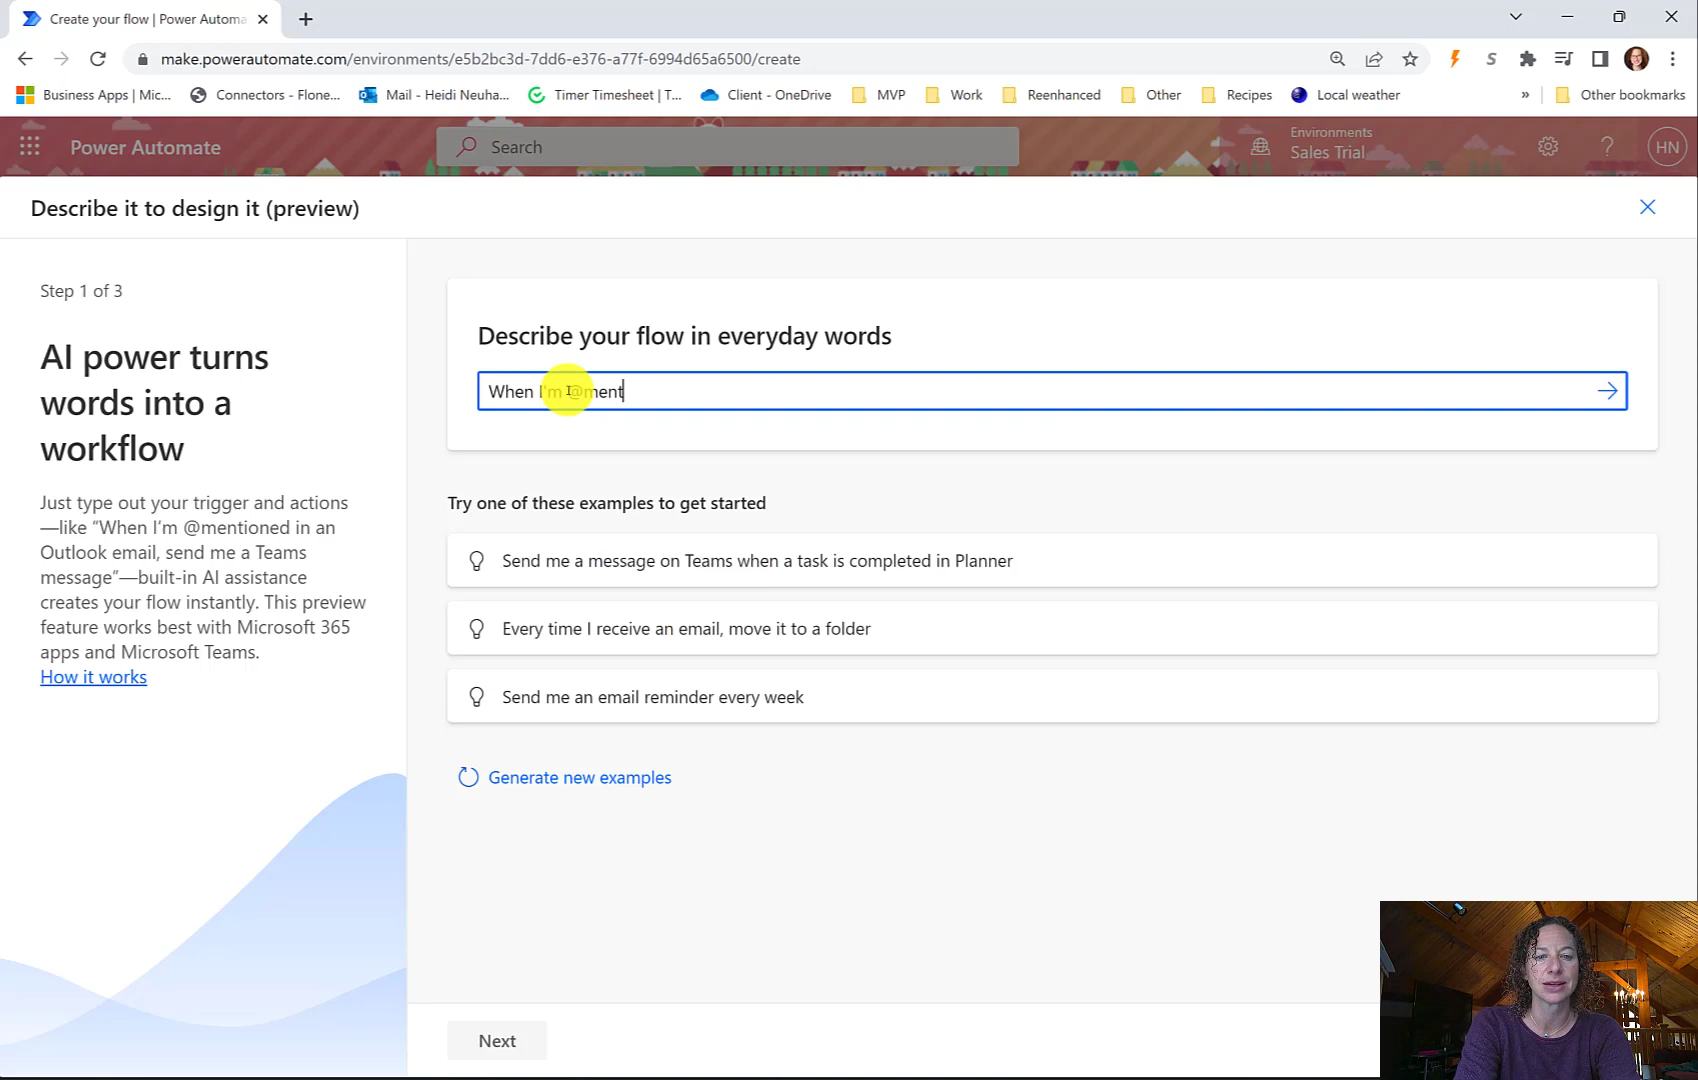 Create your flow | Power Automa
make.powerautomate.com/environments/e5b2bc3d-7dd6-e376-a77f-6994d65a6500/create
Business Apps | Mic...
Connectors - Flone...
Mail - Heidi Neuha...
Timer Timesheet | T...
Client - OneDrive
MVP
Work
Reenhanced
Other
Recipes
Local weather
»
Other bookmarks
Power Automate
Search
Environments
Sales Trial
HN
Describe it to design it (preview)
Step 1 of 3
AI power turns
words into a
workflow
Just type out your trigger and actions
—like “When I’m @mentioned in an
Outlook email, send me a Teams
message”—built-in AI assistance
creates your flow instantly. This preview
feature works best with Microsoft 365
apps and Microsoft Teams.
How it works
Describe your flow in everyday words
When I'm @ment
Try one of these examples to get started
Send me a message on Teams when a task is completed in Planner
Every time I receive an email, move it to a folder
Send me an email reminder every week
Generate new examples
Next